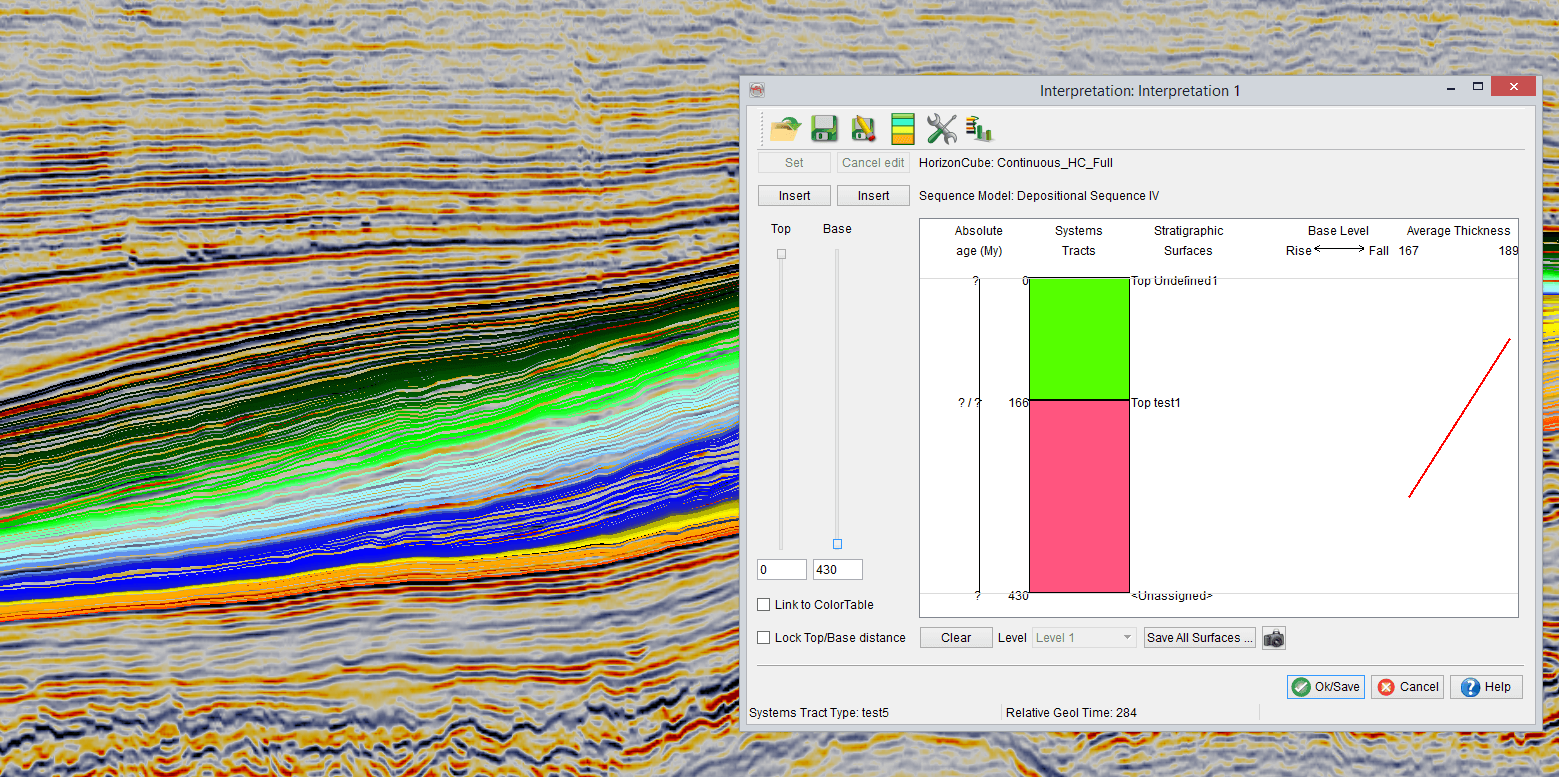 Interpretation: Interpretation 1
Set Cancel edit HorizonCube: Continuous_HC_Full
Insert Insert Sequence Model: Depositional Sequence IV
Top Base
Absolute Systems Stratigraphic Base Level Average Thickness
age (My) Tracts Surfaces Rise Fall 167 189
? 0 Top Undefined1
? / ? 166 Top test1
? 430 <Unassigned>
0 430
Link to ColorTable
Lock Top/Base distance Clear Level Level 1 Save All Surfaces ...
Ok/Save Cancel ? Help
Systems Tract Type: test5 Relative Geol Time: 284